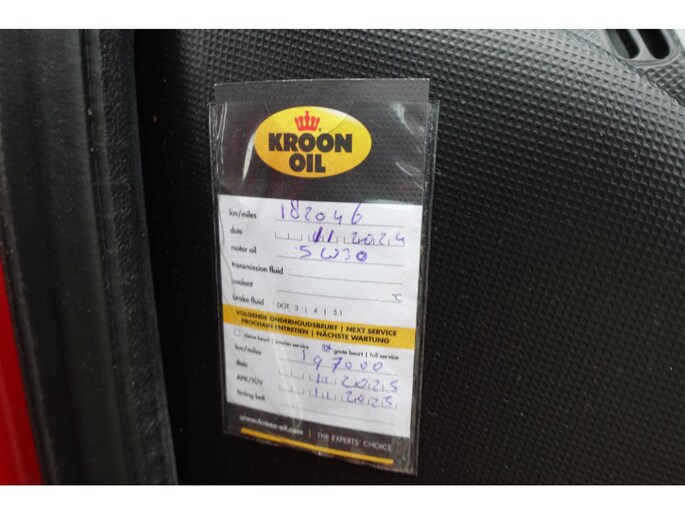 KROON
OIL
km/miles 182046
date 11 2024
motor oil 5W30
transmission fluid
coolant °C
brake fluid DOT 3 | 4 | 5.1
VOLGENDE ONDERHOUDSBEURT | NEXT SERVICE
PROCHAIN ENTRETIEN | NÄCHSTE WARTUNG
kleine beurt | interim service grote beurt | full service
km/miles 197000
date 11 2025
APK/TÜV 11 2025
timing belt
www.kroon-oil.com | THE EXPERTS' CHOICE